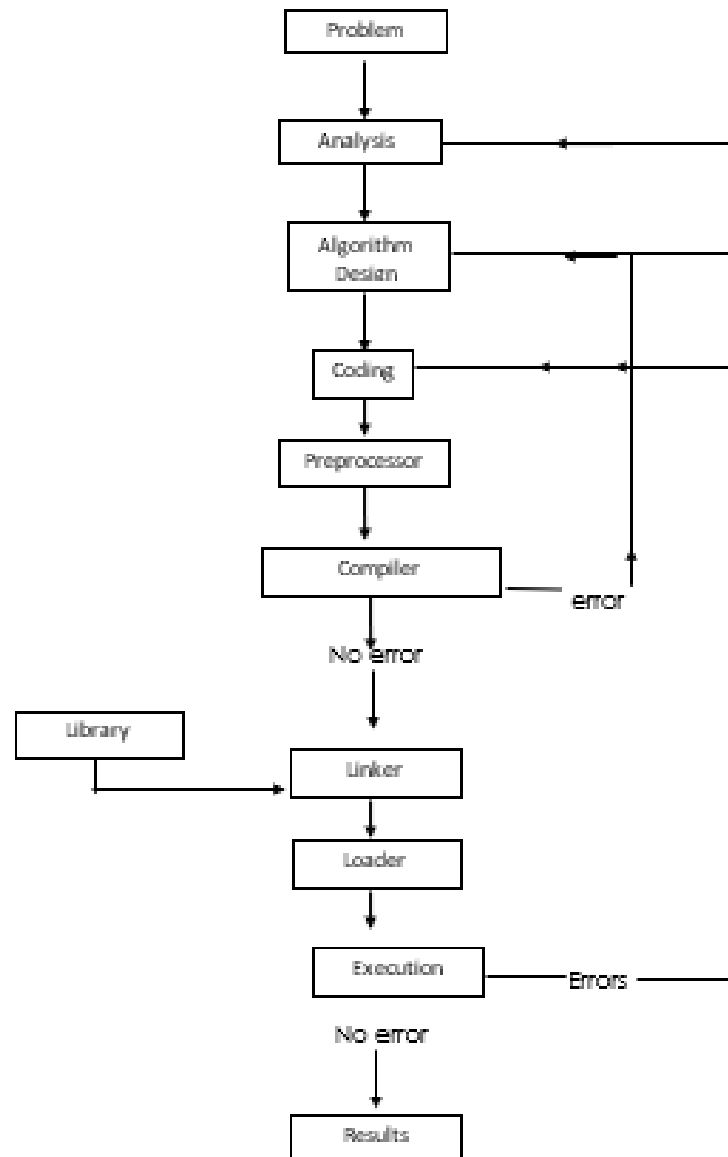 Problem
Analysis
Algorithm
Design
Coding
Preprocessor
Compiler
error
No error
Library
Linker
Loader
Execution
Errors
No error
Results